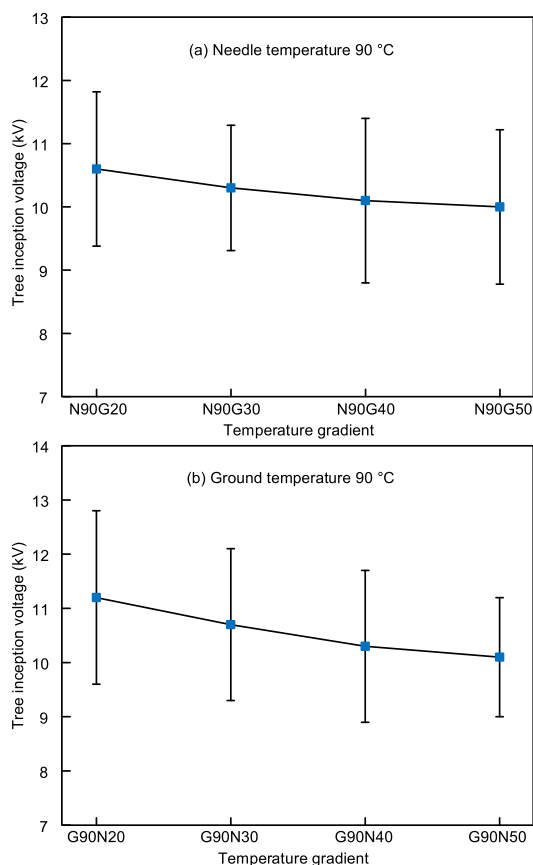 13
(a) Needle temperature 90 °C
12
11
10
9
8
7
Tree inception voltage (kV)
N90G20 N90G30 N90G40 N90G50
Temperature gradient
14
(b) Ground temperature 90 °C
13
12
11
10
9
8
7
Tree inception voltage (kV)
G90N20 G90N30 G90N40 G90N50
Temperature gradient